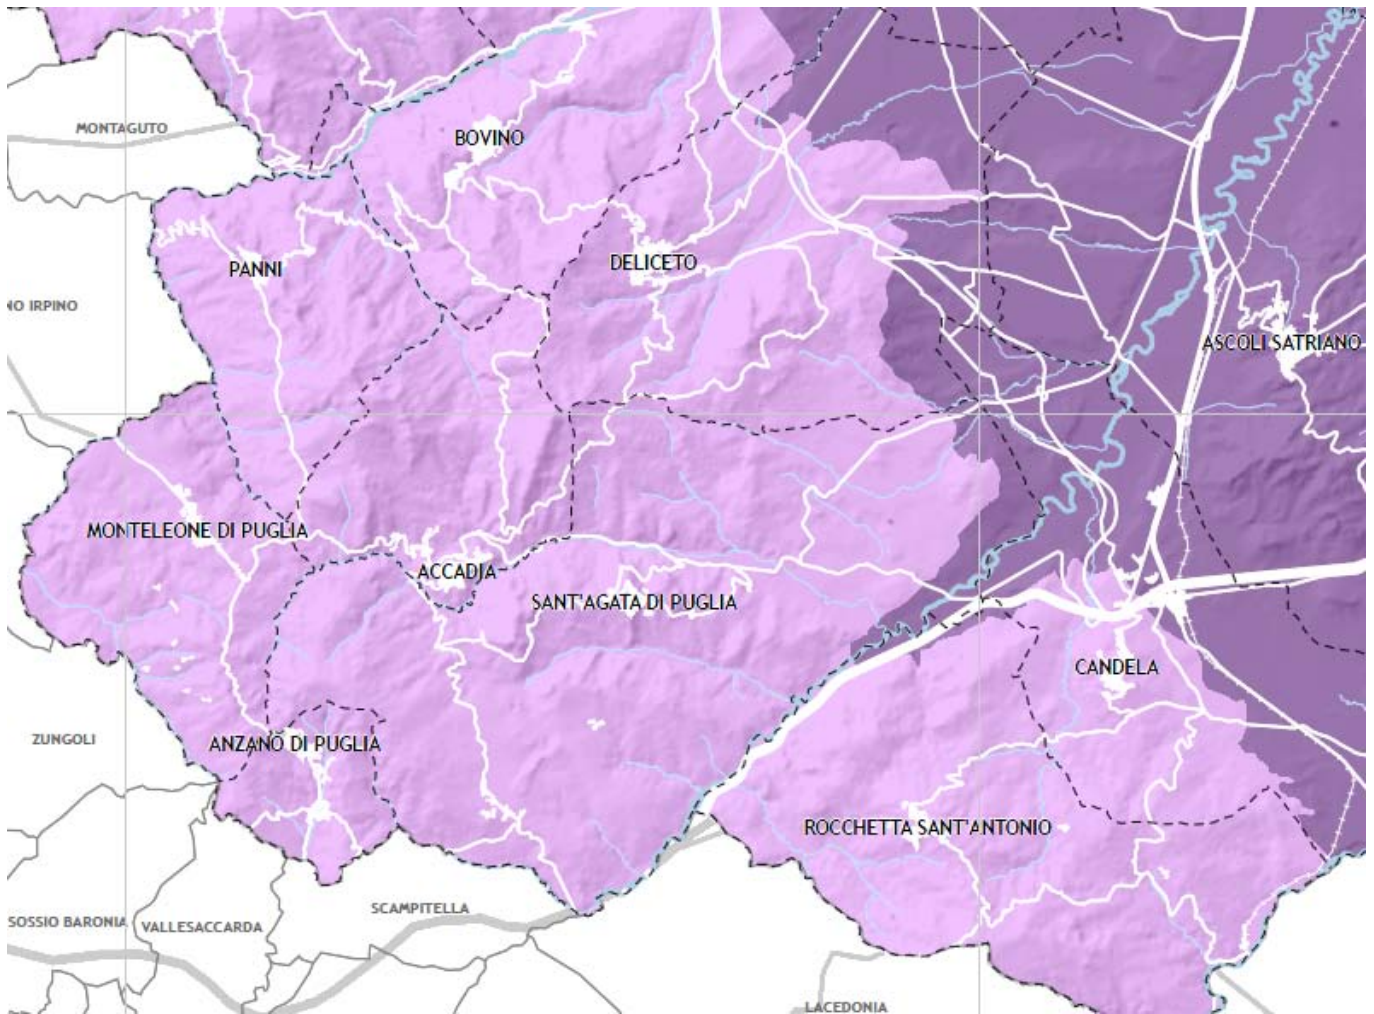 MONTAGUTO
BOVINO
PANNI
DELICETO
NO IRPINO
ASCOLI SATRIANO
MONTELEONE DI PUGLIA
ACCADIA
SANT'AGATA DI PUGLIA
CANDELA
ZUNGOLI
ANZANO DI PUGLIA
ROCCHETTA SANT'ANTONIO
SCAMPITELLA
SOSSIO BARONIA
VALLESACCARDA
LACEDONIA